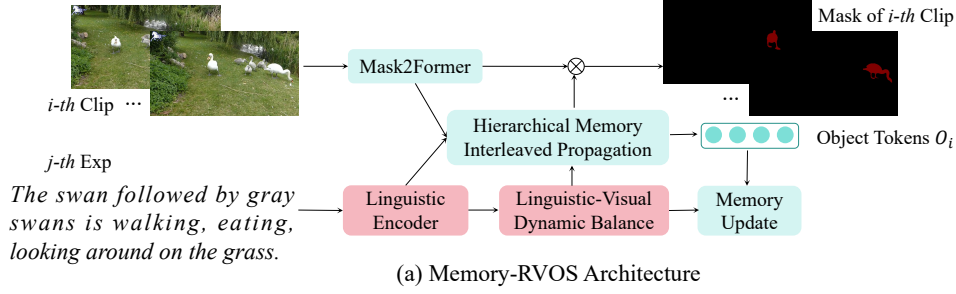 Mask of i-th Clip
Mask2Former
i-th Clip ...
...
Hierarchical Memory
Interleaved Propagation
Object Tokens O_i
j-th Exp
The swan followed by gray
swans is walking, eating,
looking around on the grass.
Linguistic
Encoder
Linguistic-Visual
Dynamic Balance
Memory
Update
(a) Memory-RVOS Architecture